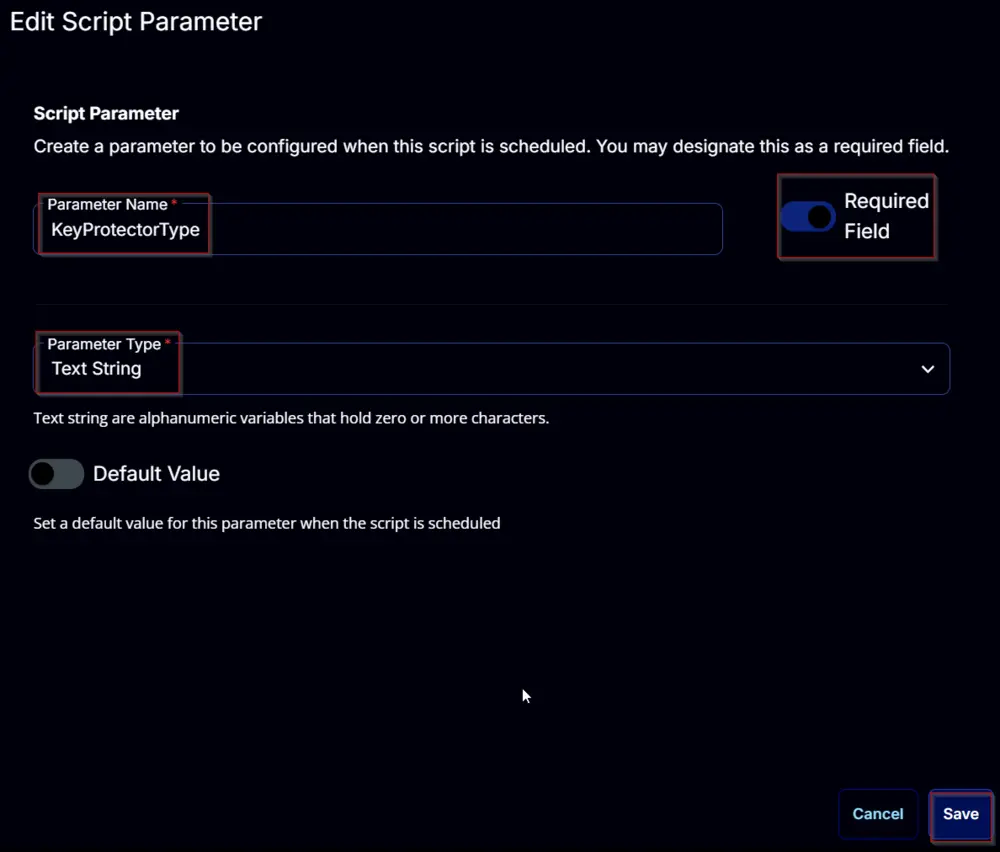 Edit Script Parameter
Script Parameter
Create a parameter to be configured when this script is scheduled. You may designate this as a required field.
Parameter Name *
KeyProtectorType
Required
Field
Parameter Type *
Text String
Text string are alphanumeric variables that hold zero or more characters.
Default Value
Set a default value for this parameter when the script is scheduled
Cancel
Save